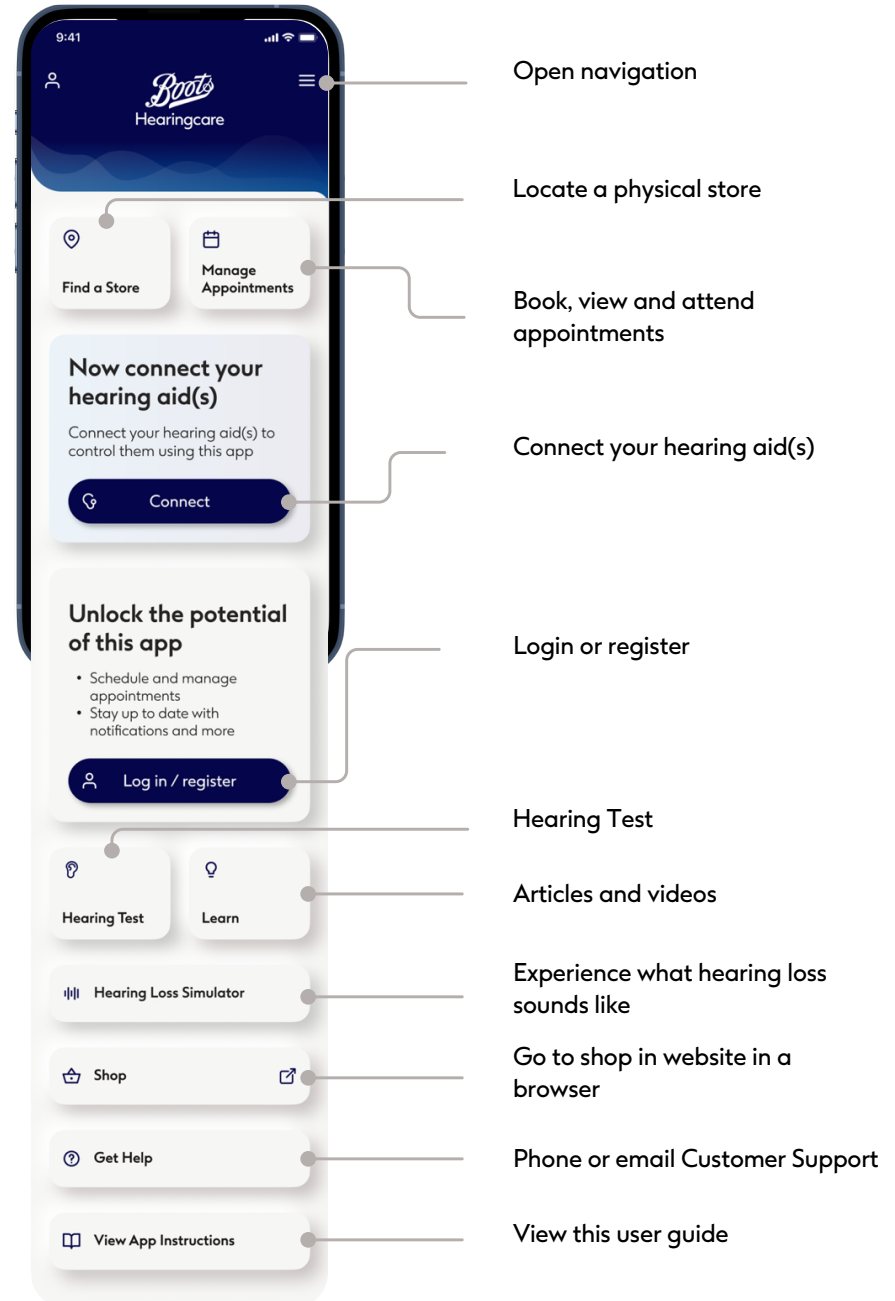 9:41
Boots
Hearingcare
Open navigation
Find a Store
Manage
Appointments
Locate a physical store
Book, view and attend
appointments
Now connect your
hearing aid(s)
Connect your hearing aid(s) to
control them using this app
Connect
Connect your hearing aid(s)
Unlock the potential
of this app
• Schedule and manage
appointments
• Stay up to date with
notifications and more
Log in / register
Login or register
Hearing Test
Learn
Hearing Test
Articles and videos
Hearing Loss Simulator
Experience what hearing loss
sounds like
Shop
Go to shop in website in a
browser
Get Help
Phone or email Customer Support
View App Instructions
View this user guide